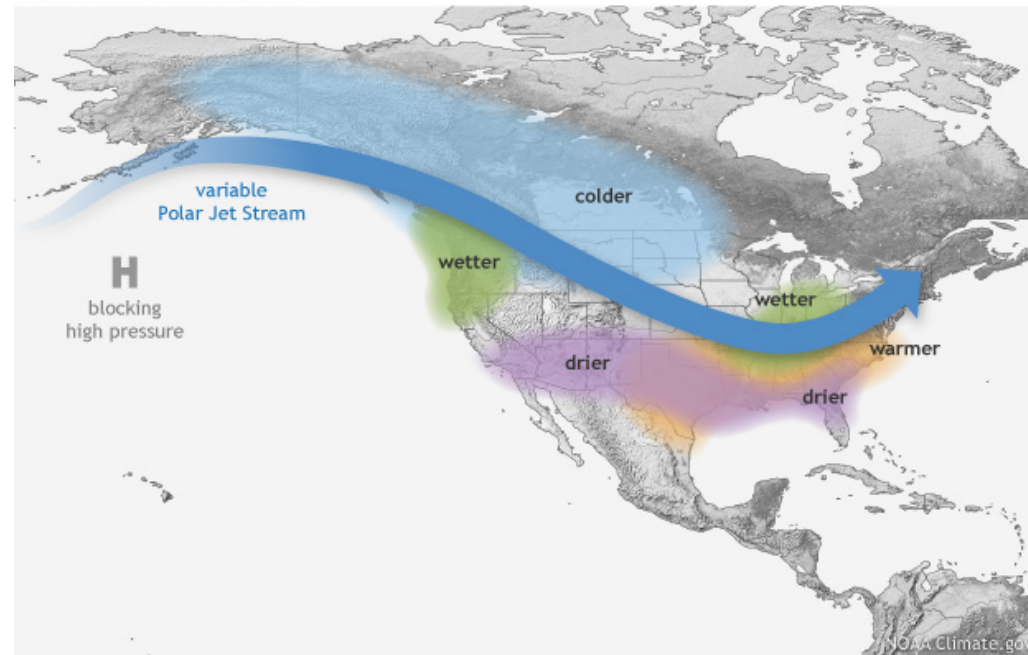 variable
Polar Jet Stream
colder
wetter
H
blocking
high pressure
wetter
warmer
drier
drier
NOAA Climate.gov